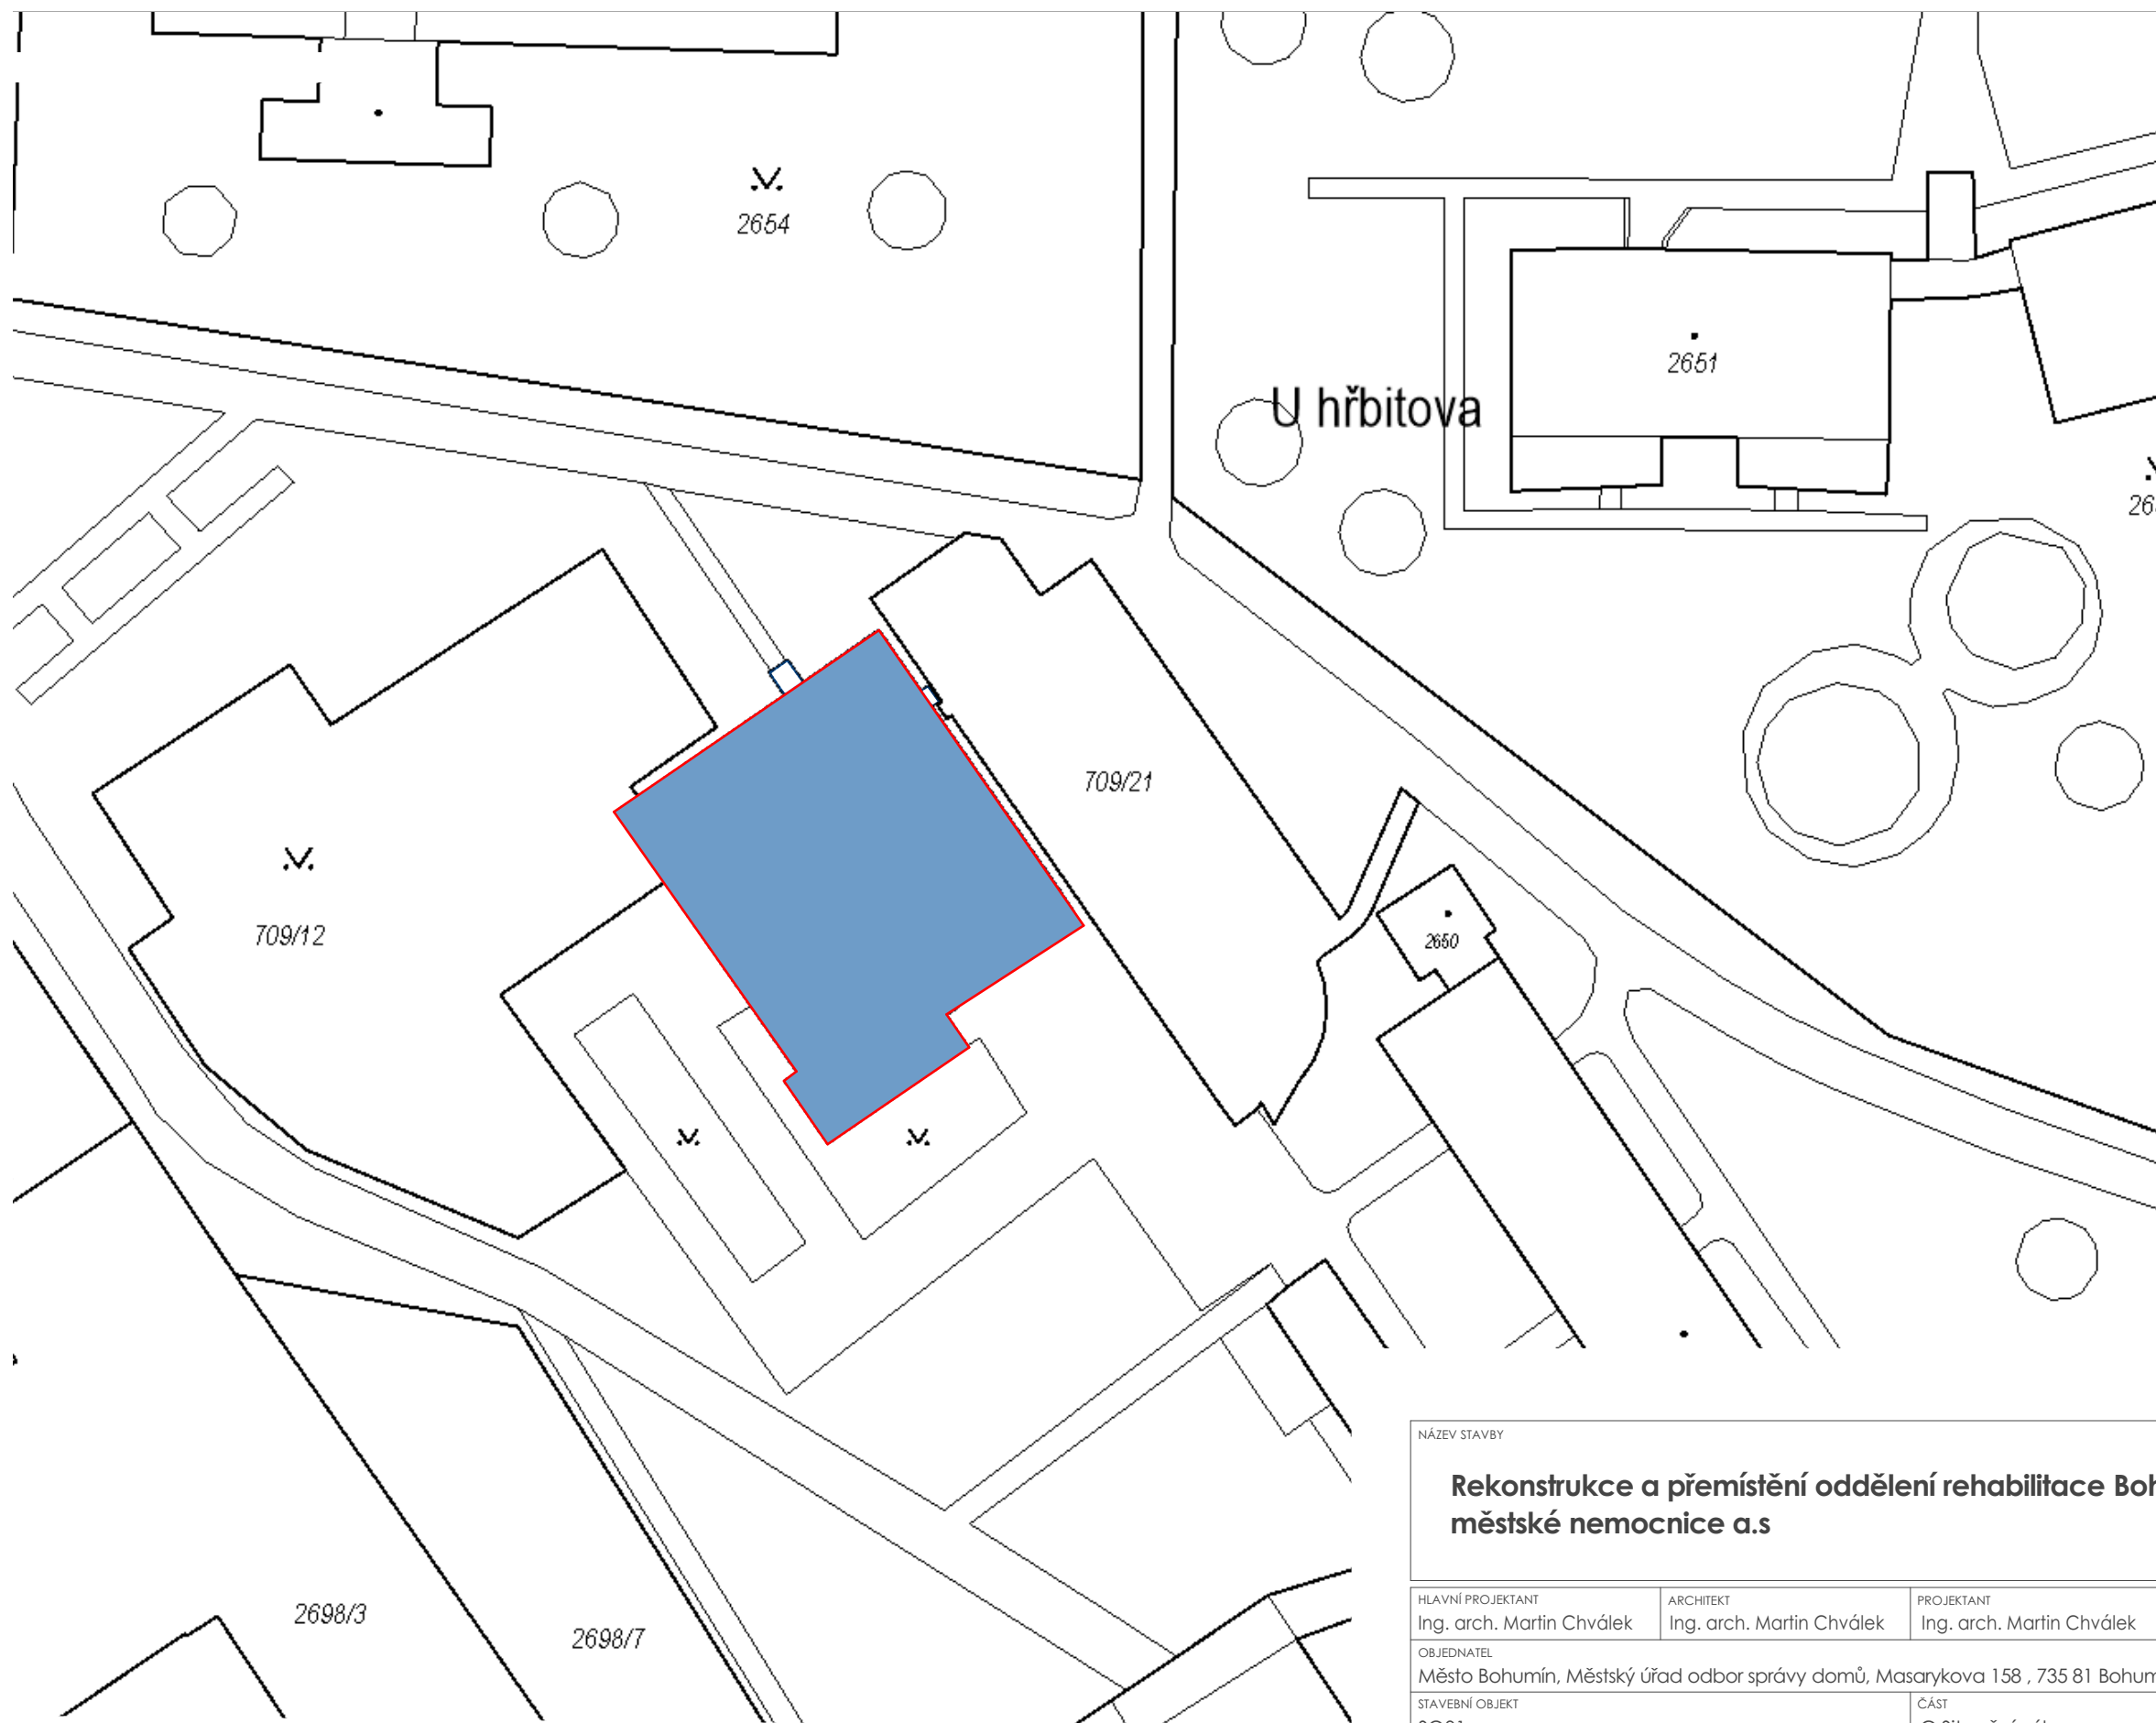 2654
2651
U hřbitova
709/21
709/12
2650
2698/3
2698/7
NÁZEV STAVBY
Rekonstrukce a přemístění oddělení rehabilitace
městské nemocnice a.s
HLAVNÍ PROJEKTANT
Ing. arch. Martin Chválek
ARCHITEKT
Ing. arch. Martin Chválek
PROJEKTANT
Ing. arch. Martin Chválek
OBJEDNATEL
Město Bohumín, Městský úřad odbor správy domů, Masarykova 158 , 735 81
STAVEBNÍ OBJEKT
ČÁST